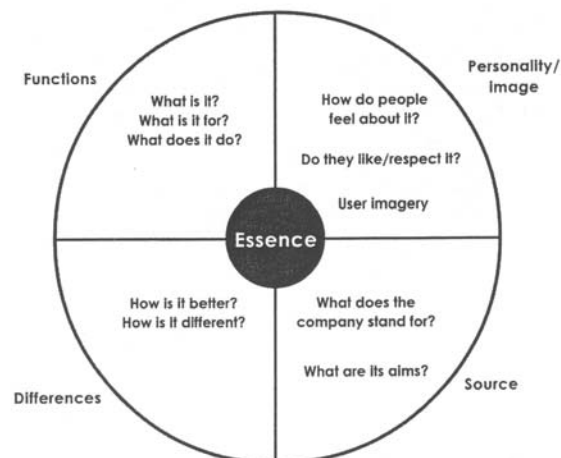 Functions
What is it?
What is it for?
What does it do?
Personality/
Image
How do people
feel about it?
Do they like/respect it?
User imagery
Essence
How is it better?
How is it different?
Differences
What does the
company stand for?
What are its aims?
Source